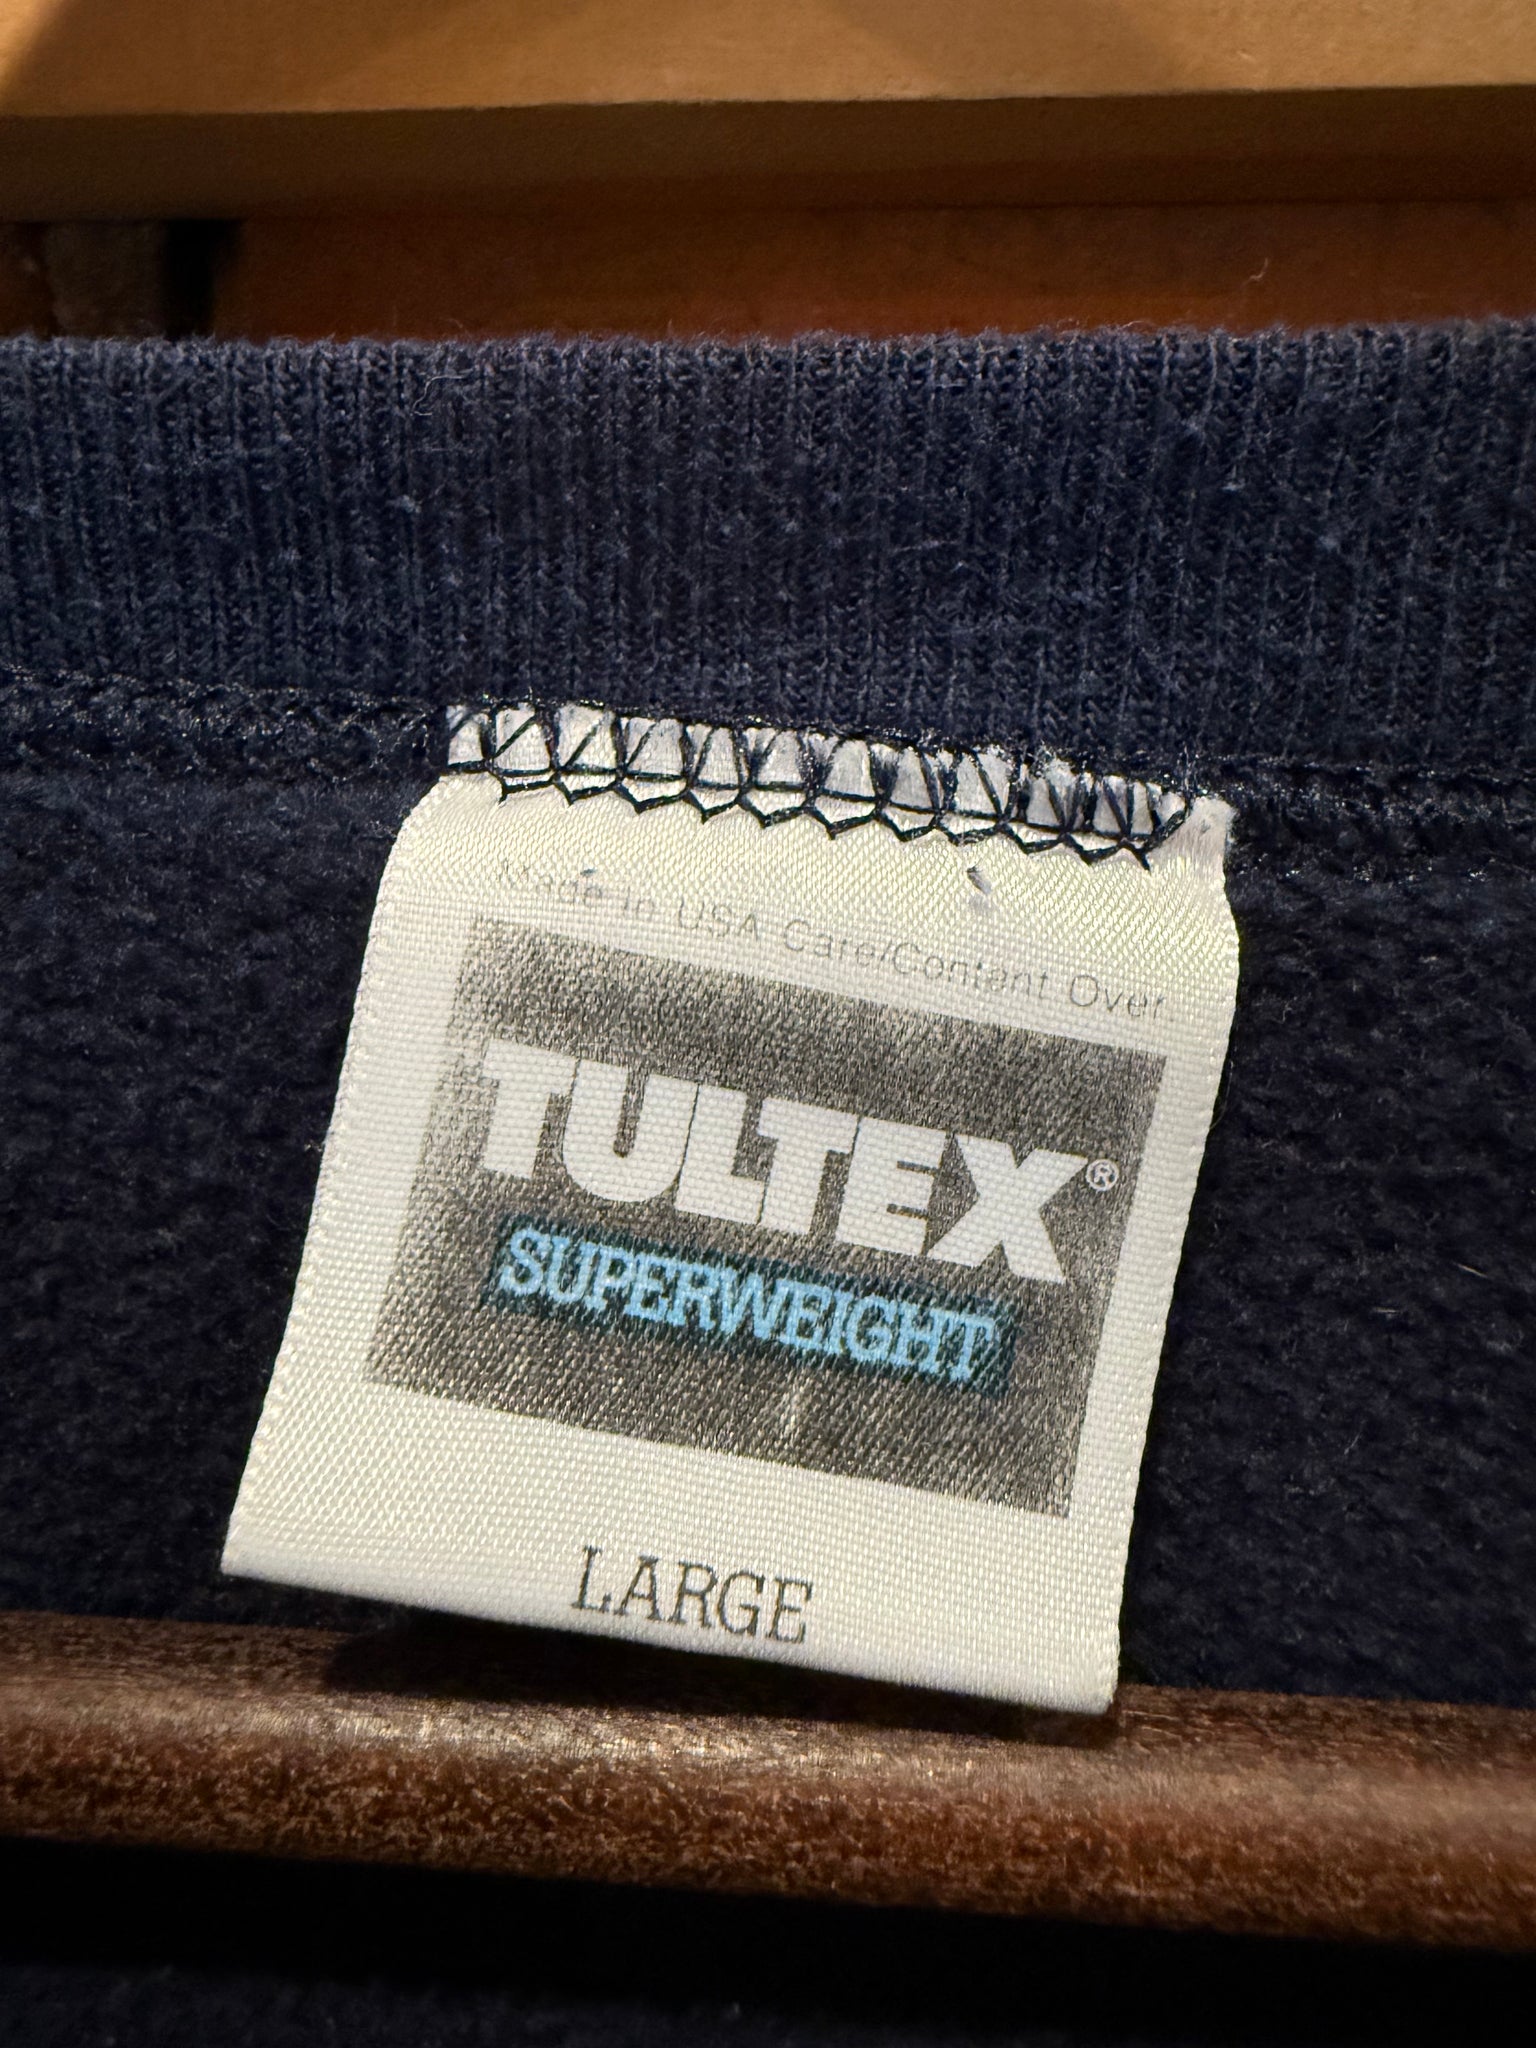 Made in USA Care/Content Over.
TULTEX®
SUPERWEIGHT
LARGE